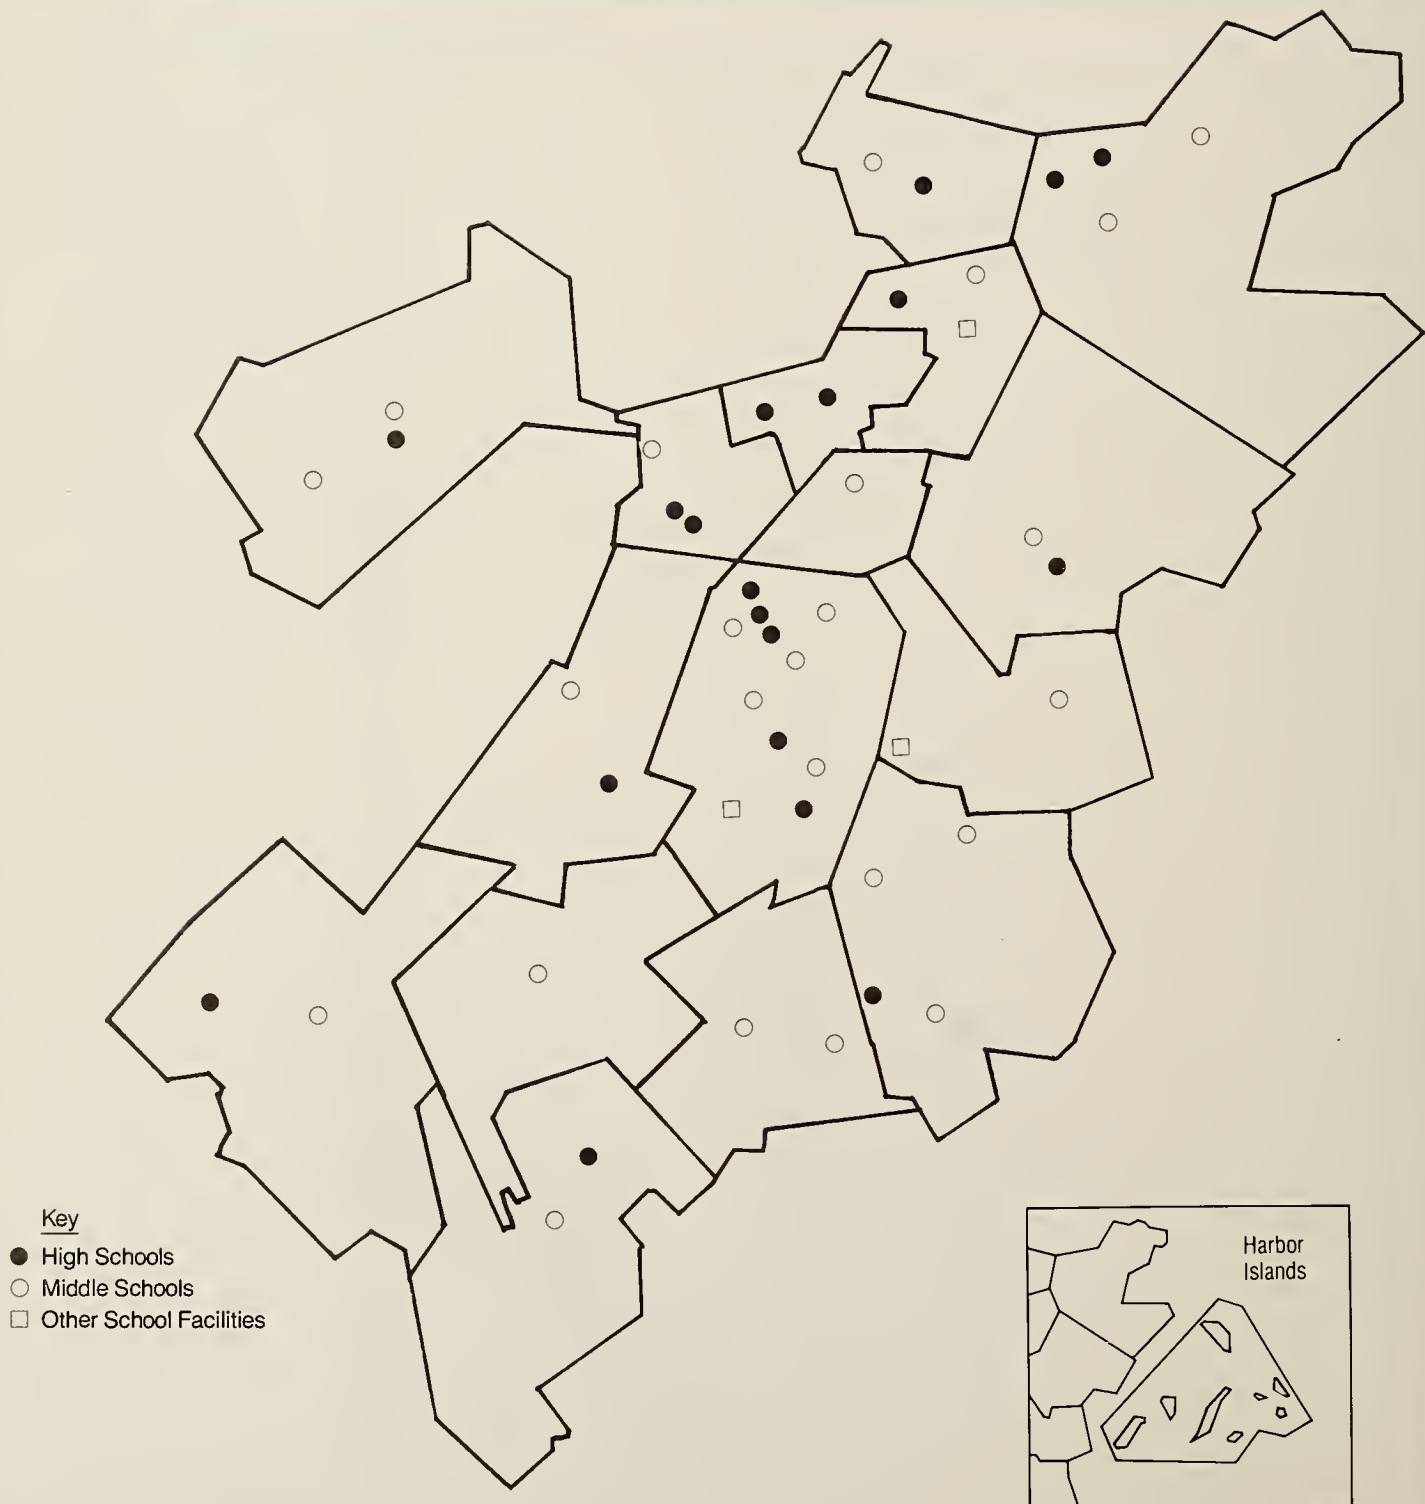 Key
High Schools
Middle Schools
Other School Facilities
Harbor
Islands